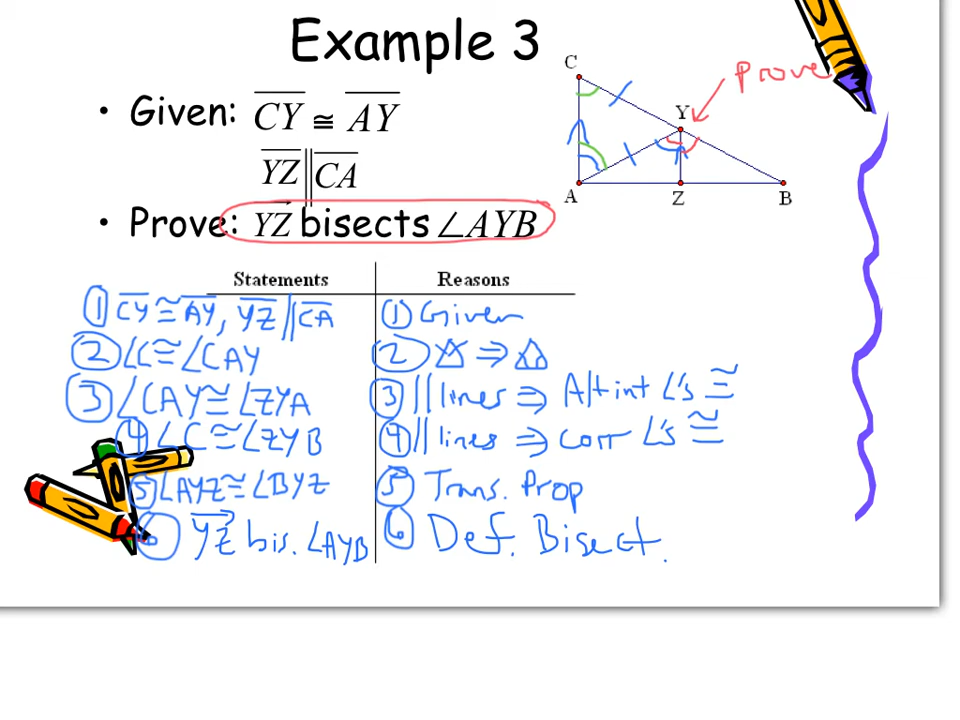 Example 3
• Given: CY ≅ AY
YZ || CA
• Prove: YZ bisects ∠AYB
C
Y
A
Z
B
Prove
Statements Reasons
① CY ≅ AY, YZ || CA ① Given
② ∠C ≅ ∠CAY ② ⇒
③ ∠CAY ≅ ∠ZYA ③ || lines ⇒ Alt int ∠'s ≅
④ ∠C ≅ ∠ZYB ④ || lines ⇒ corr ∠'s ≅
⑤ ∠AYZ ≅ ∠BYZ ⑤ Trans. Prop
⑥ YZ bis. ∠AYB ⑥ Def. Bisect.